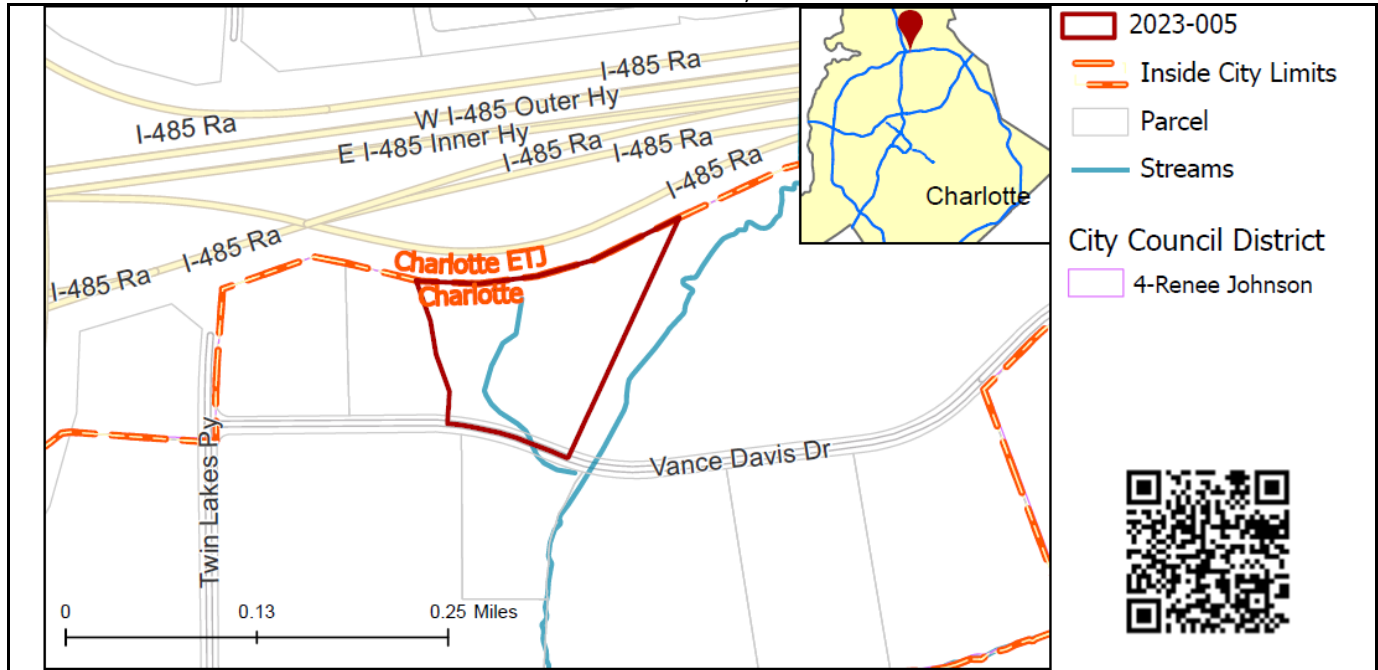 I-485 Ra
W I-485 Outer Hy
I-485 Ra
E I-485 Inner Hy
I-485 Ra
I-485 Ra
I-485 Ra
I-485 Ra
I-485 Ra
Charlotte ETJ
Charlotte
Vance Davis Dr
Twin Lakes Py
0 0.13 0.25 Miles
Charlotte
2023-005
Inside City Limits
Parcel
Streams
City Council District
4-Renee Johnson